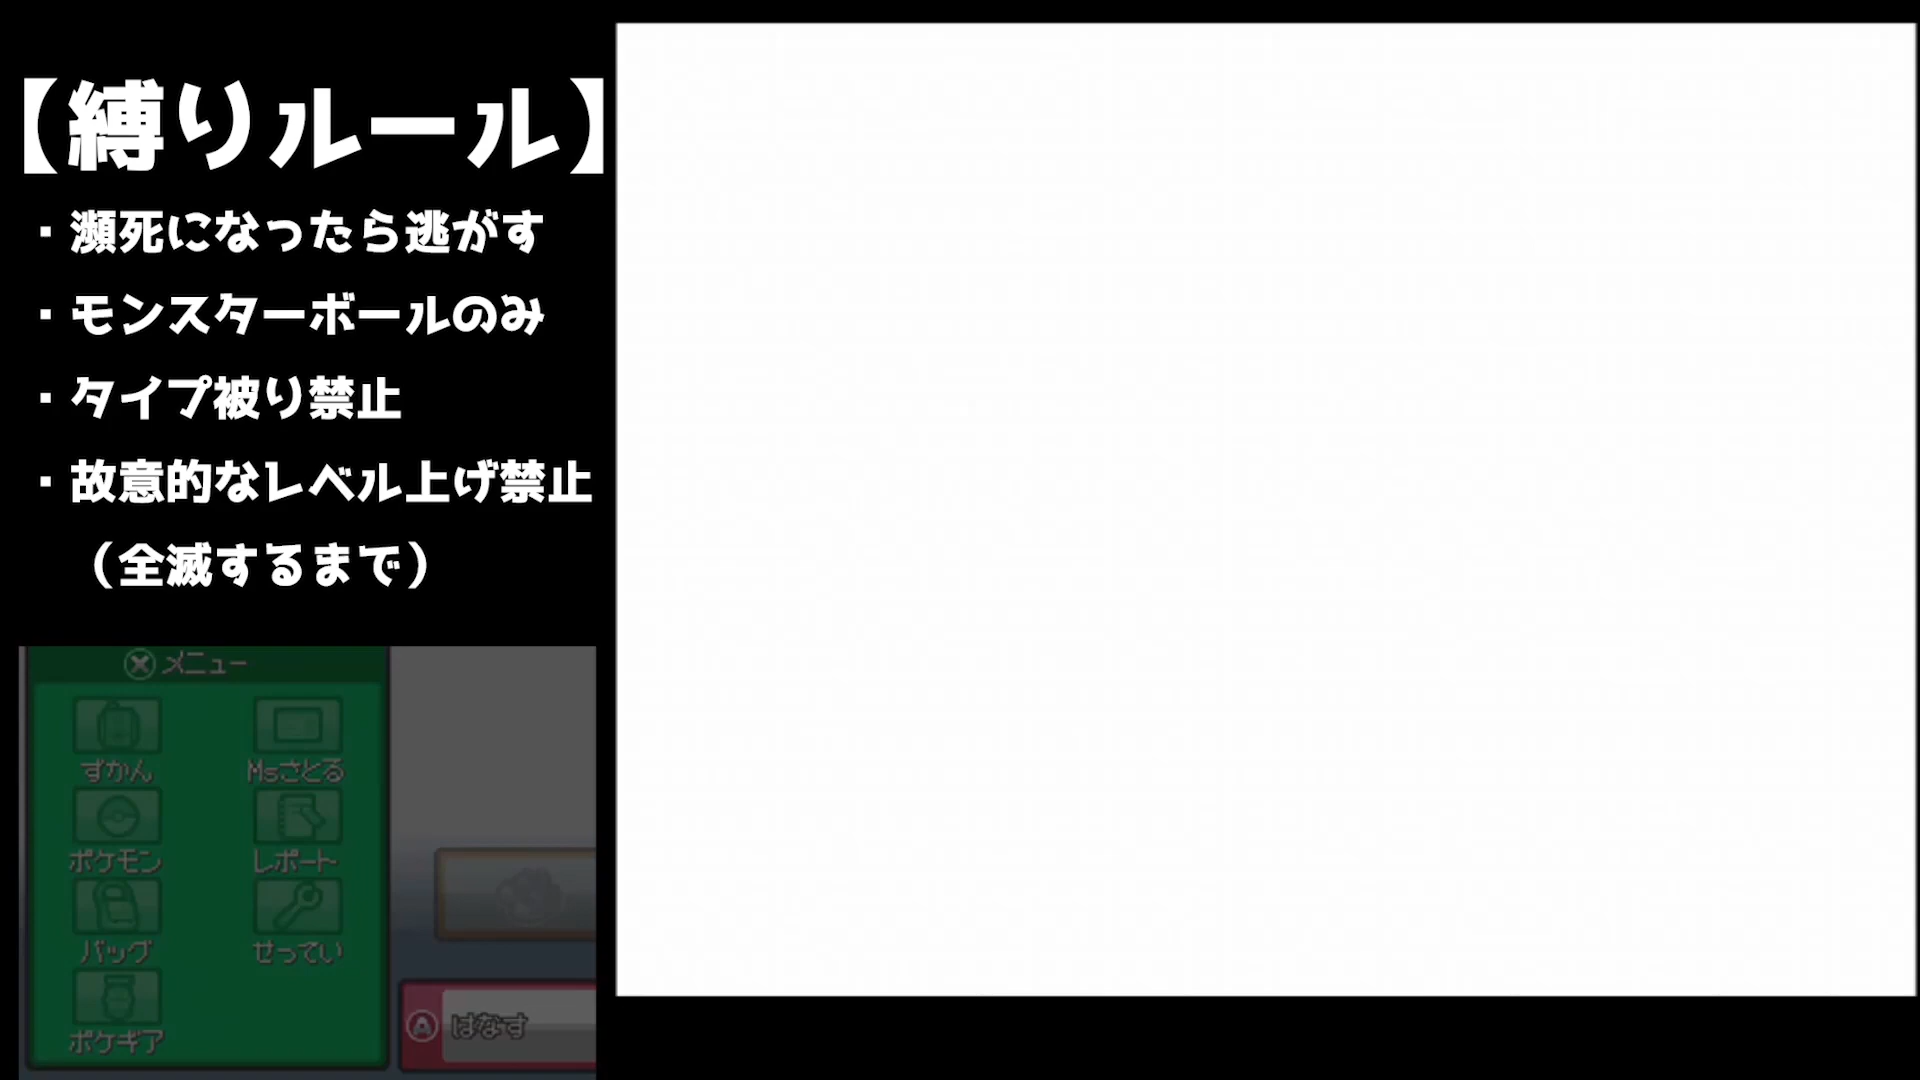 【縛りルール】
・瀕死になったら逃がす
・モンスターボールのみ
・タイプ被り禁止
・故意的なレベル上げ禁止
（全滅するまで）
Xメニュー
ずかん
Msさとる
ポケモン
レポート
バッグ
せってい
ポケギア
A はなす